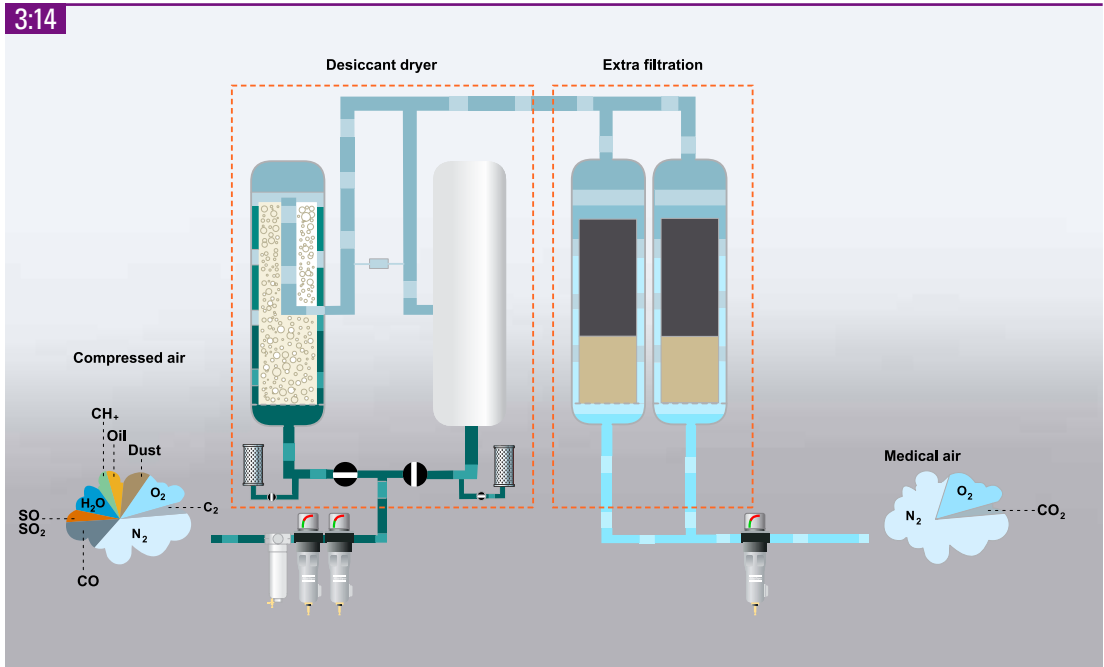 3:14
Desiccant dryer
Extra filtration
Compressed air
CH₊
Oil
Dust
O₂
H₂O
C₂
SO
SO₂
N₂
CO
Medical air
O₂
N₂
CO₂